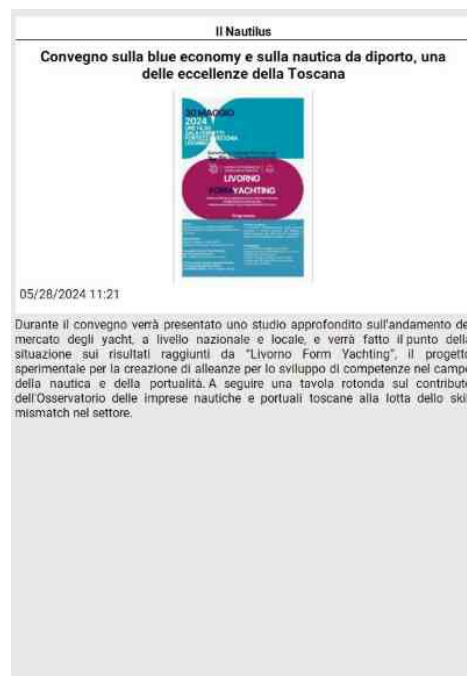 Il Nautilus
Convegno sulla blue economy e sulla nautica da diporto, una
delle eccellenze della Toscana
30 MAGGIO
2024
LIVORNO
FORM YACHTING
Programma
05/28/2024 11:21
Durante il convegno verrà presentato uno studio approfondito sull'andamento de
mercato degli yacht, a livello nazionale e locale, e verrà fatto il punto della
situazione sui risultati raggiunti da "Livorno Form Yachting", il progetto
sperimentale per la creazione di alleanze per lo sviluppo di competenze nel campo
della nautica e della portualità. A seguire una tavola rotonda sul contributo
dell'Osservatorio delle imprese nautiche e portuali toscane alla lotta dello skil
mismatch nel settore.